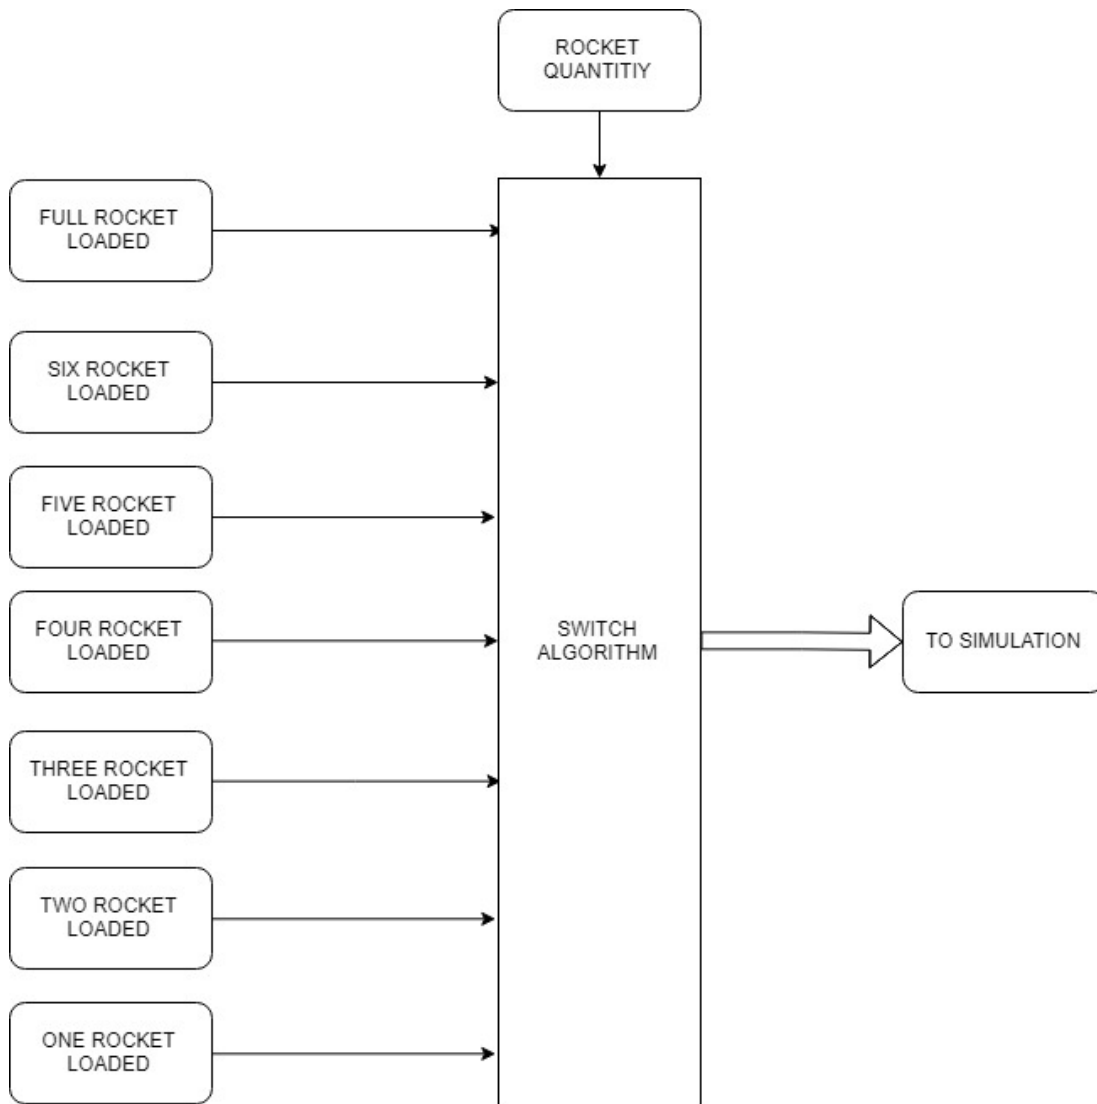 ROCKET
QUANTITIY
FULL ROCKET
LOADED
SIX ROCKET
LOADED
FIVE ROCKET
LOADED
FOUR ROCKET
LOADED
SWITCH
ALGORITHM
TO SIMULATION
THREE ROCKET
LOADED
TWO ROCKET
LOADED
ONE ROCKET
LOADED